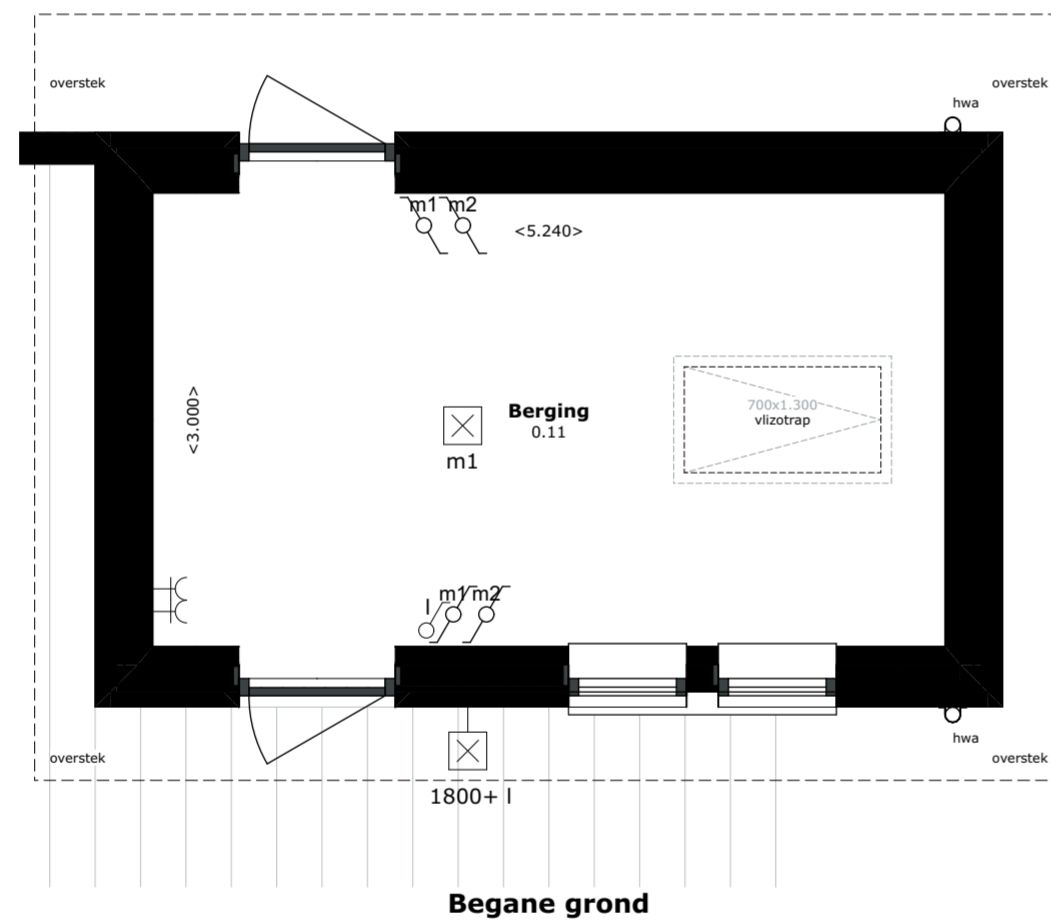 overstek
overstek
hwa
m1 m2
<5.240>
<3.000>
Berging
0.11
m1
700x1.300
vlizotrap
l m1 m2
hwa
overstek
overstek
1800+ l
Begane grond